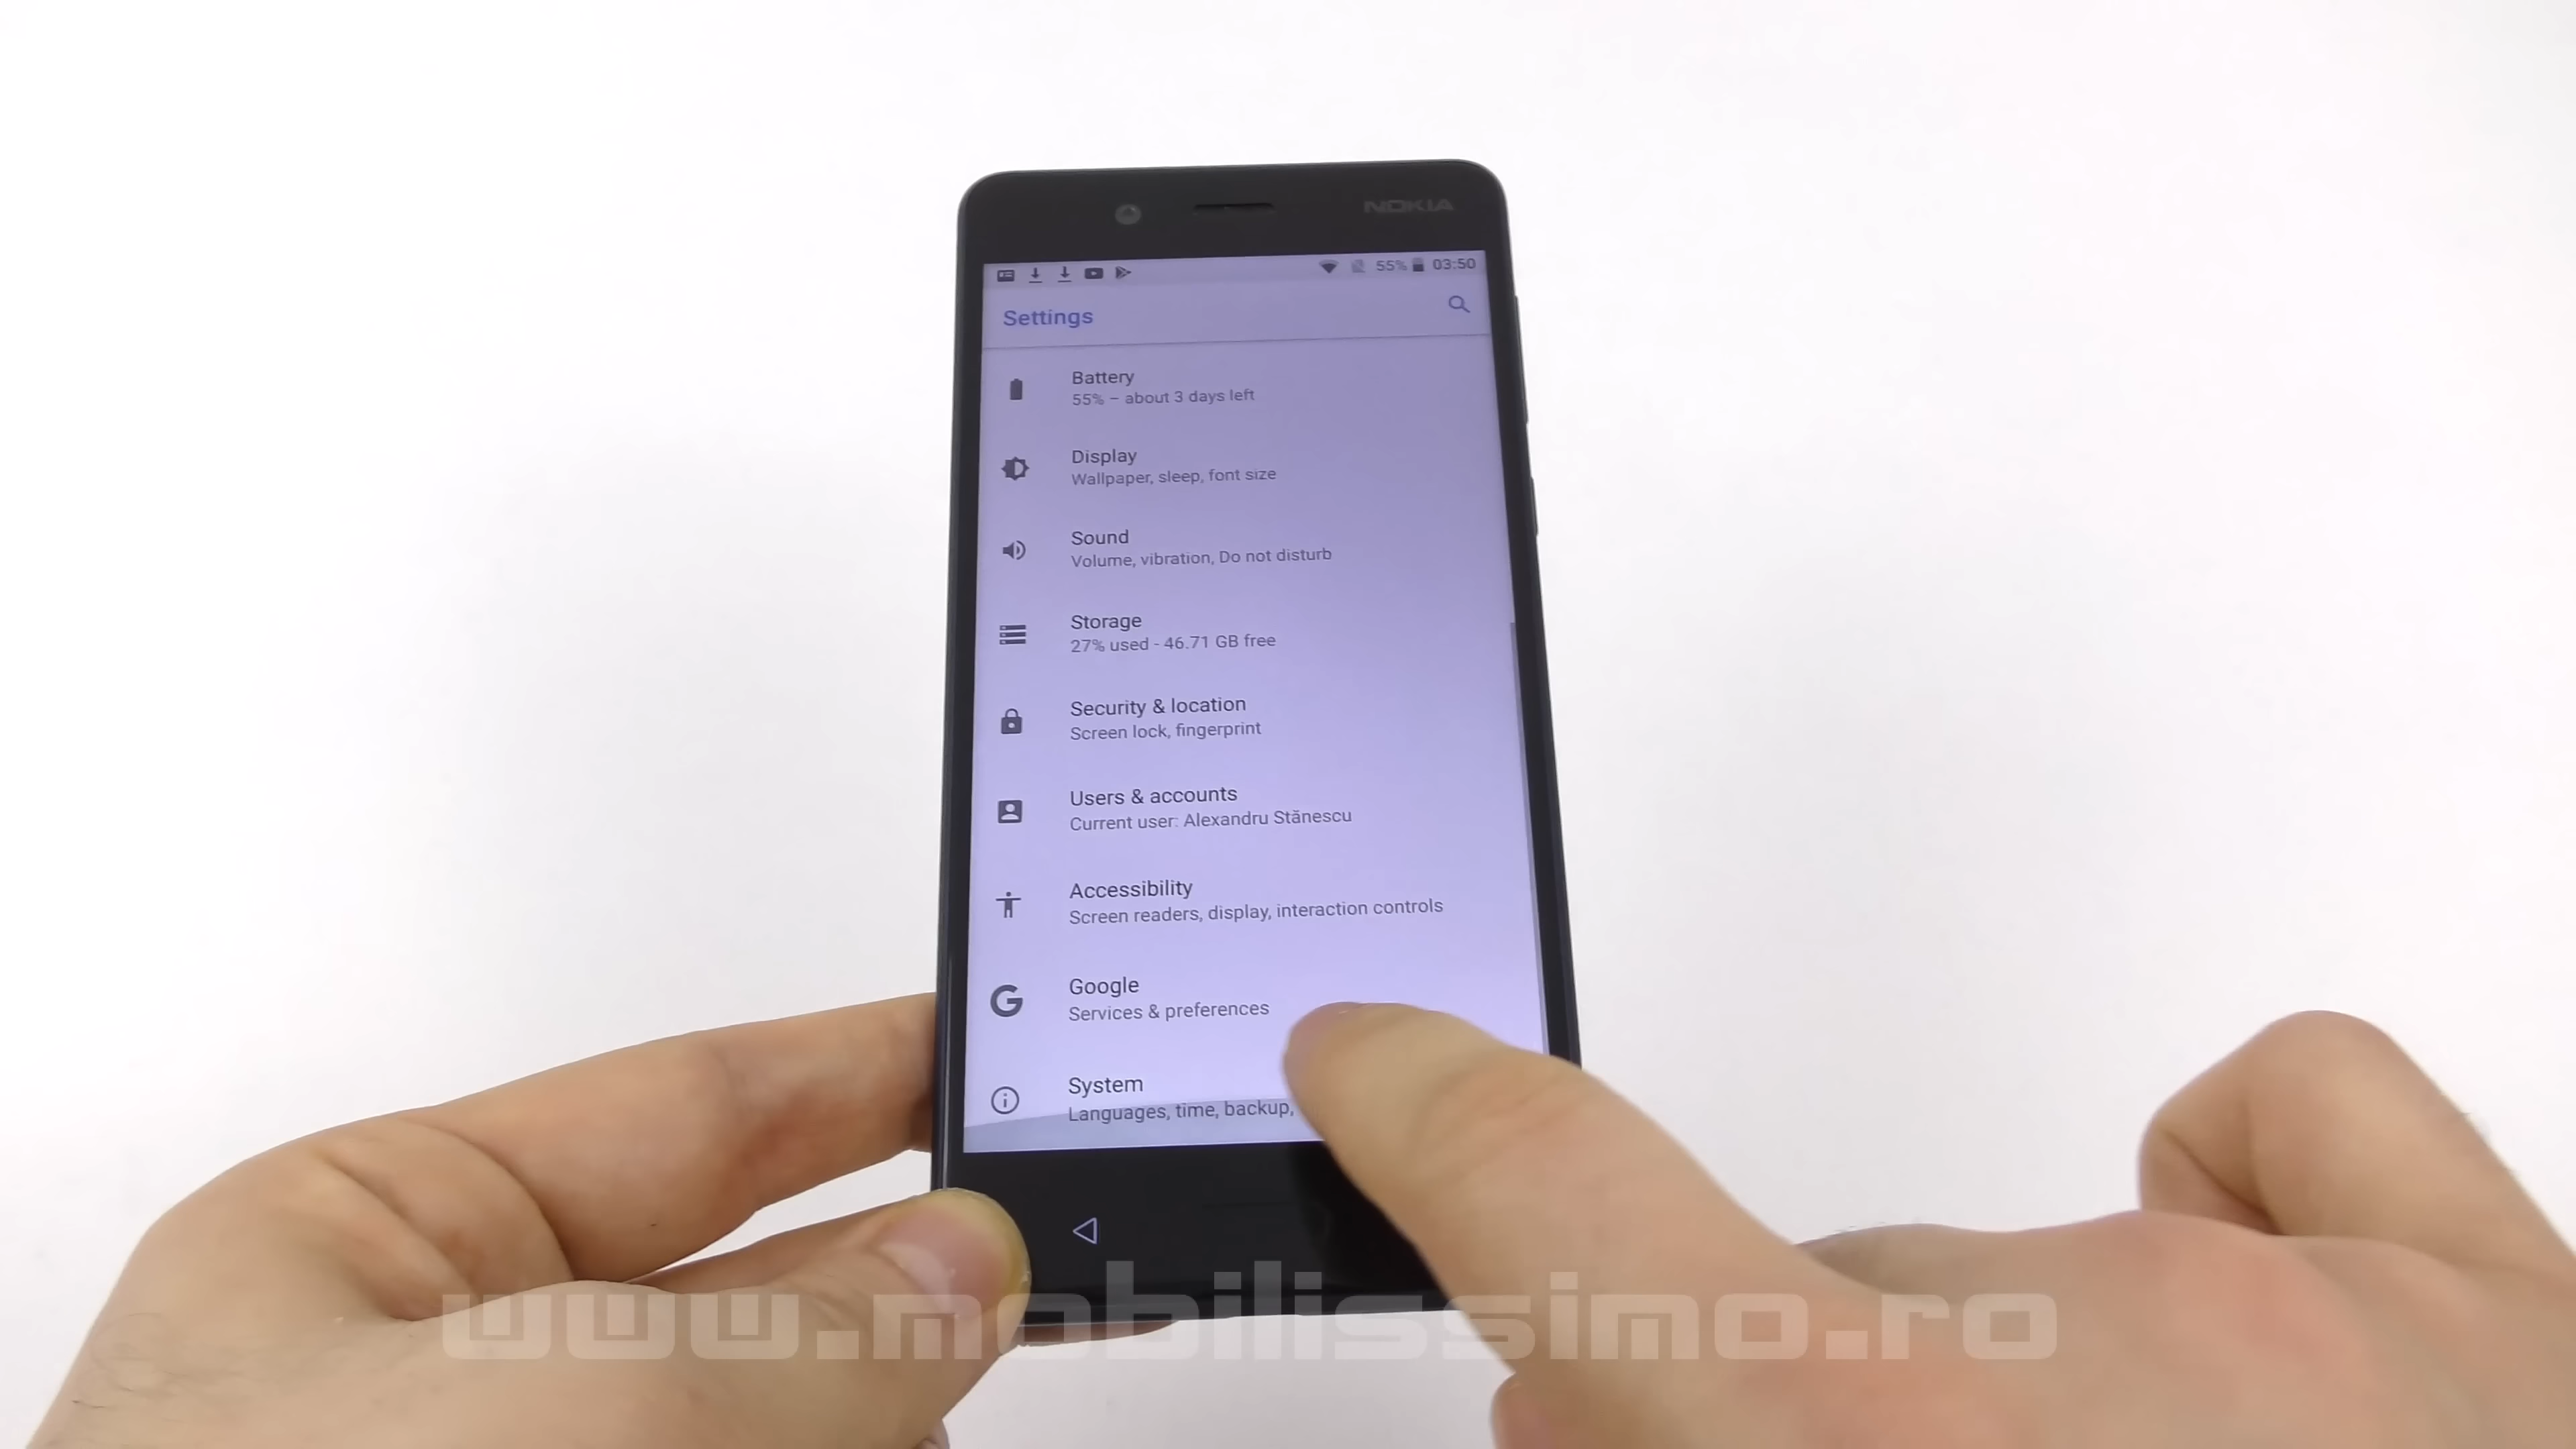 NOKIA
55% 03:50
Settings
Battery
55% – about 3 days left
Display
Wallpaper, sleep, font size
Sound
Volume, vibration, Do not disturb
Storage
27% used - 46.71 GB free
Security & location
Screen lock, fingerprint
Users & accounts
Current user: Alexandru Stănescu
Accessibility
Screen readers, display, interaction controls
Google
Services & preferences
System
Languages, time, backup,
www.mobilissimo.ro